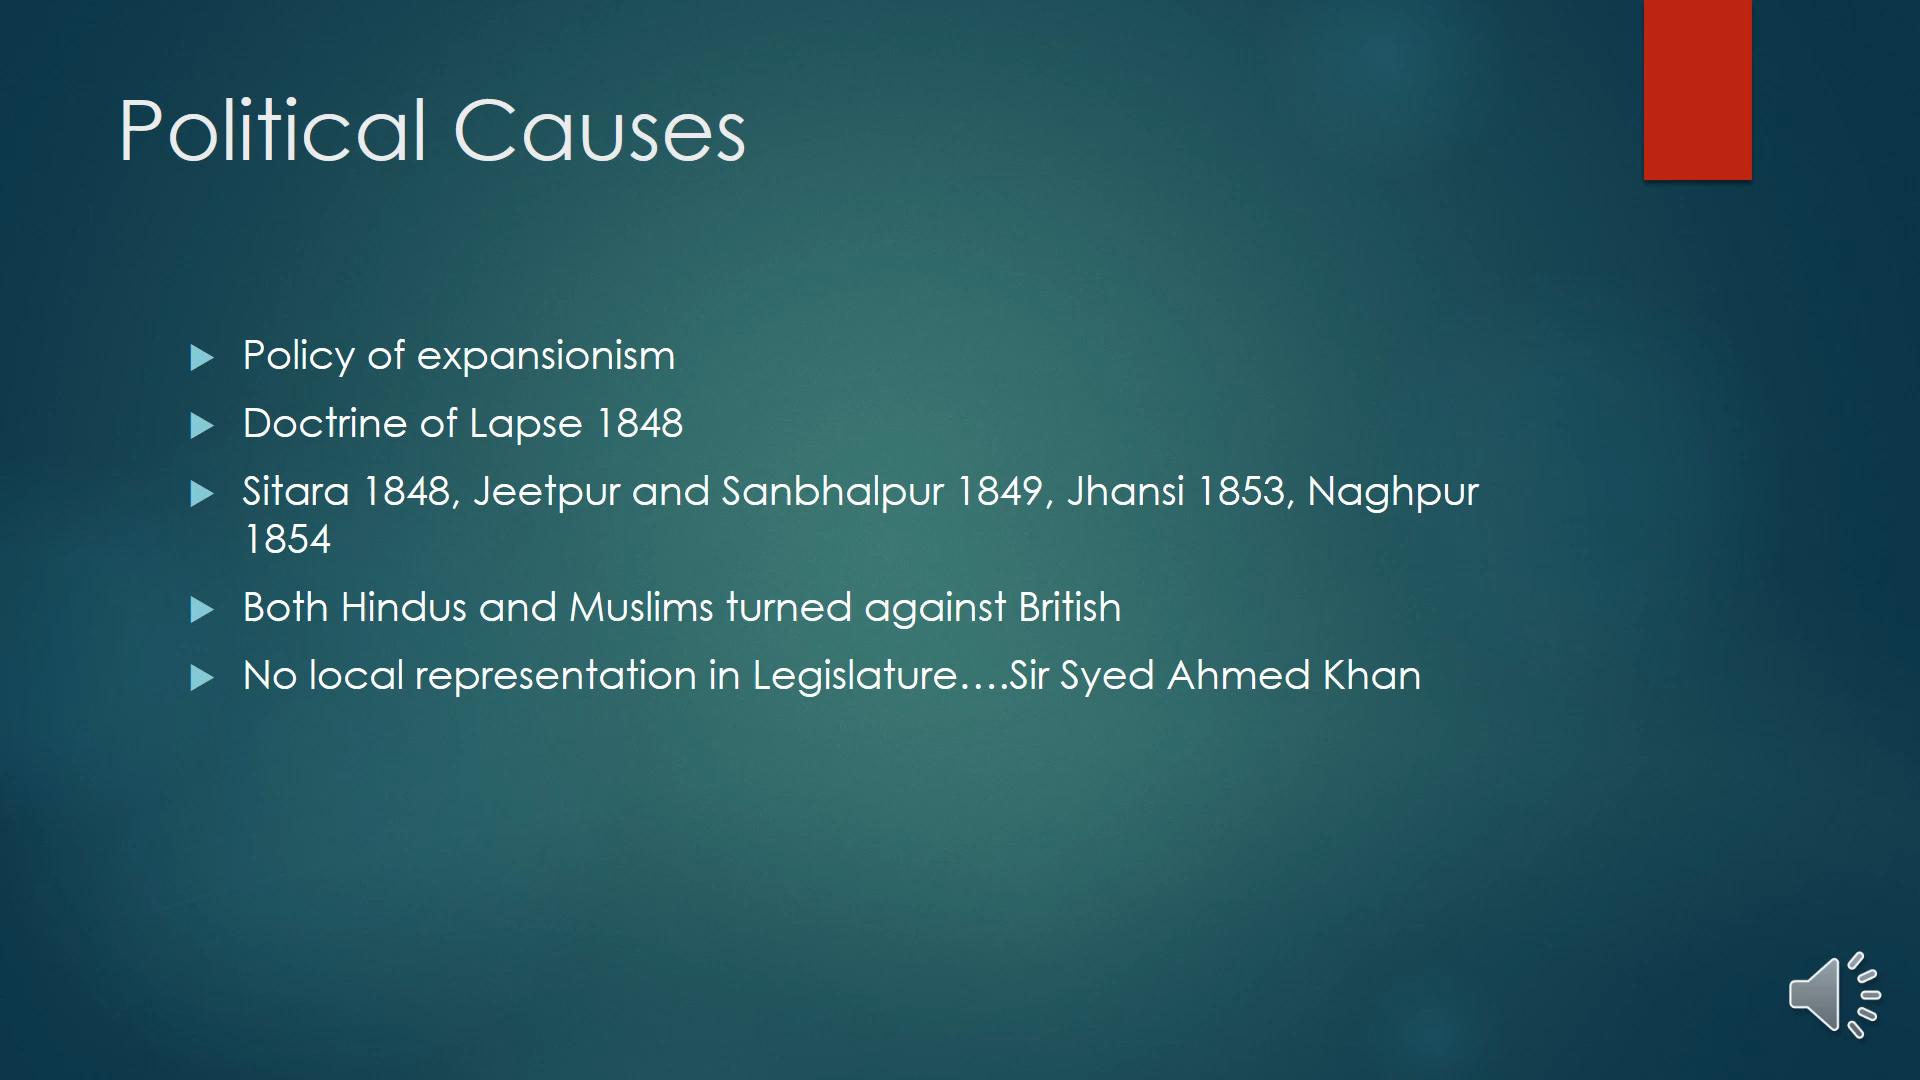 Political Causes
Policy of expansionism
Doctrine of Lapse 1848
Sitara 1848, Jeetpur and Sanbhalpur 1849, Jhansi 1853, Naghpur
1854
Both Hindus and Muslims turned against British
No local representation in Legislature....Sir Syed Ahmed Khan